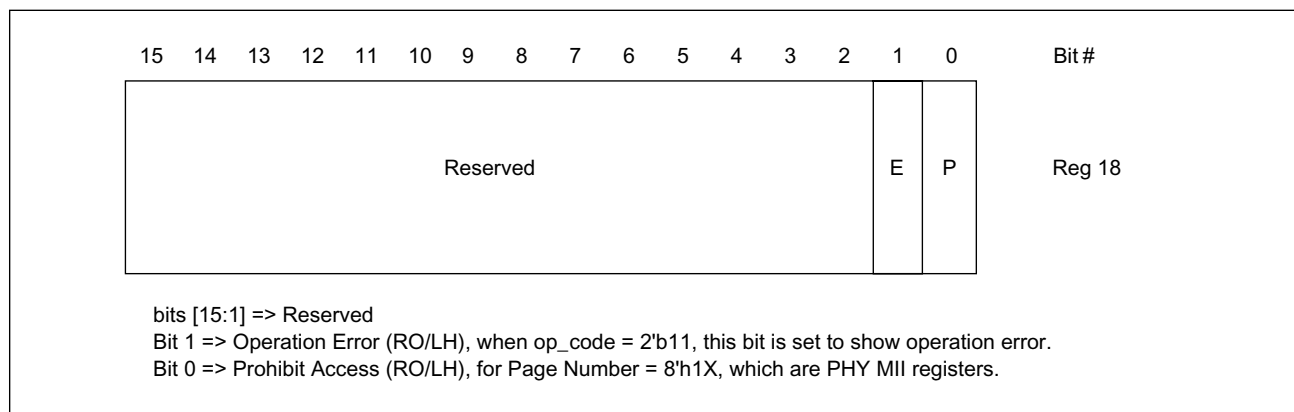 15 14 13 12 11 10 9 8 7 6 5 4 3 2 1 0 Bit #
Reserved E P Reg 18
bits [15:1] => Reserved
Bit 1 => Operation Error (RO/LH), when op_code = 2'b11, this bit is set to show operation error.
Bit 0 => Prohibit Access (RO/LH), for Page Number = 8'h1X, which are PHY MII registers.